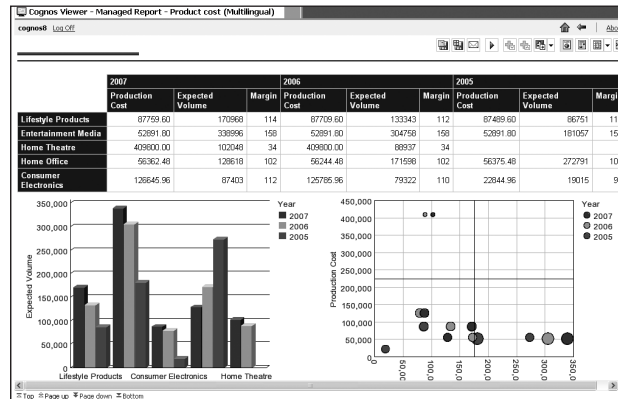 Cognos Viewer - Managed Report - Product cost (Multilingual)
cognos8 Log Off
2007 2006 2005
Production Cost Expected Volume Margin Production Cost Expected Volume Margin Production Cost Expected Volume
Lifestyle Products 87759.60 170968 114 87709.60 133343 112 87489.60 86751
Entertainment Media 52891.80 338996 158 52891.80 304758 158 52891.80 181057
Home Theatre 409800.00 102048 34 409800.00 88937 34
Home Office 56362.48 128618 102 56244.48 171598 102 56375.48 272791
Consumer Electronics 126645.96 87403 112 125785.96 79322 110 22844.96 19015
Expected Volume
350,000
300,000
250,000
200,000
150,000
100,000
50,000
0
Lifestyle Products Consumer Electronics Home Theatre
Year
2007
2006
2005
Production Cost
450,000
400,000
350,000
300,000
250,000
200,000
150,000
100,000
50,000
0
0
Year
2007
2006
2005
Top Page up Page down Bottom